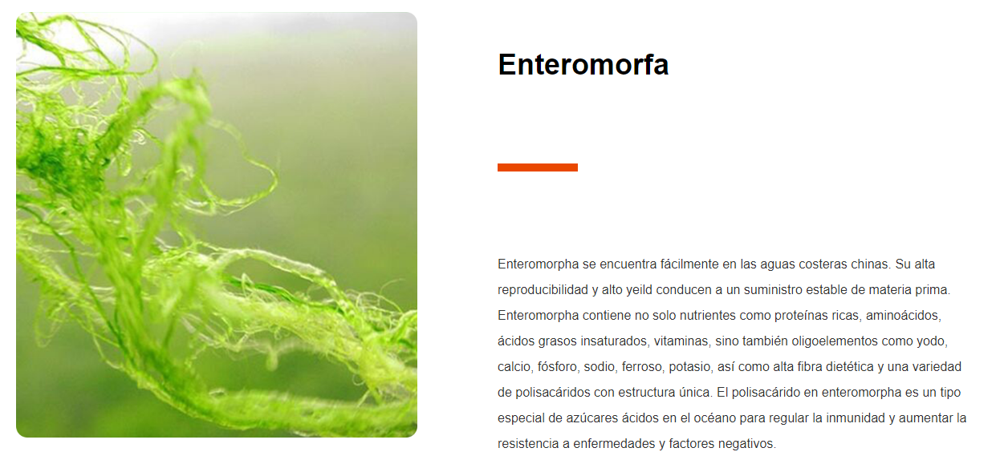 Enteromorfa
Enteromorpha se encuentra fácilmente en las aguas costeras chinas. Su alta
reproducibilidad y alto yeild conducen a un suministro estable de materia prima.
Enteromorpha contiene no solo nutrientes como proteínas ricas, aminoácidos,
ácidos grasos insaturados, vitaminas, sino también oligoelementos como yodo,
calcio, fósforo, sodio, ferroso, potasio, así como alta fibra dietética y una variedad
de polisacáridos con estructura única. El polisacárido en enteromorpha es un tipo
especial de azúcares ácidos en el océano para regular la inmunidad y aumentar la
resistencia a enfermedades y factores negativos.